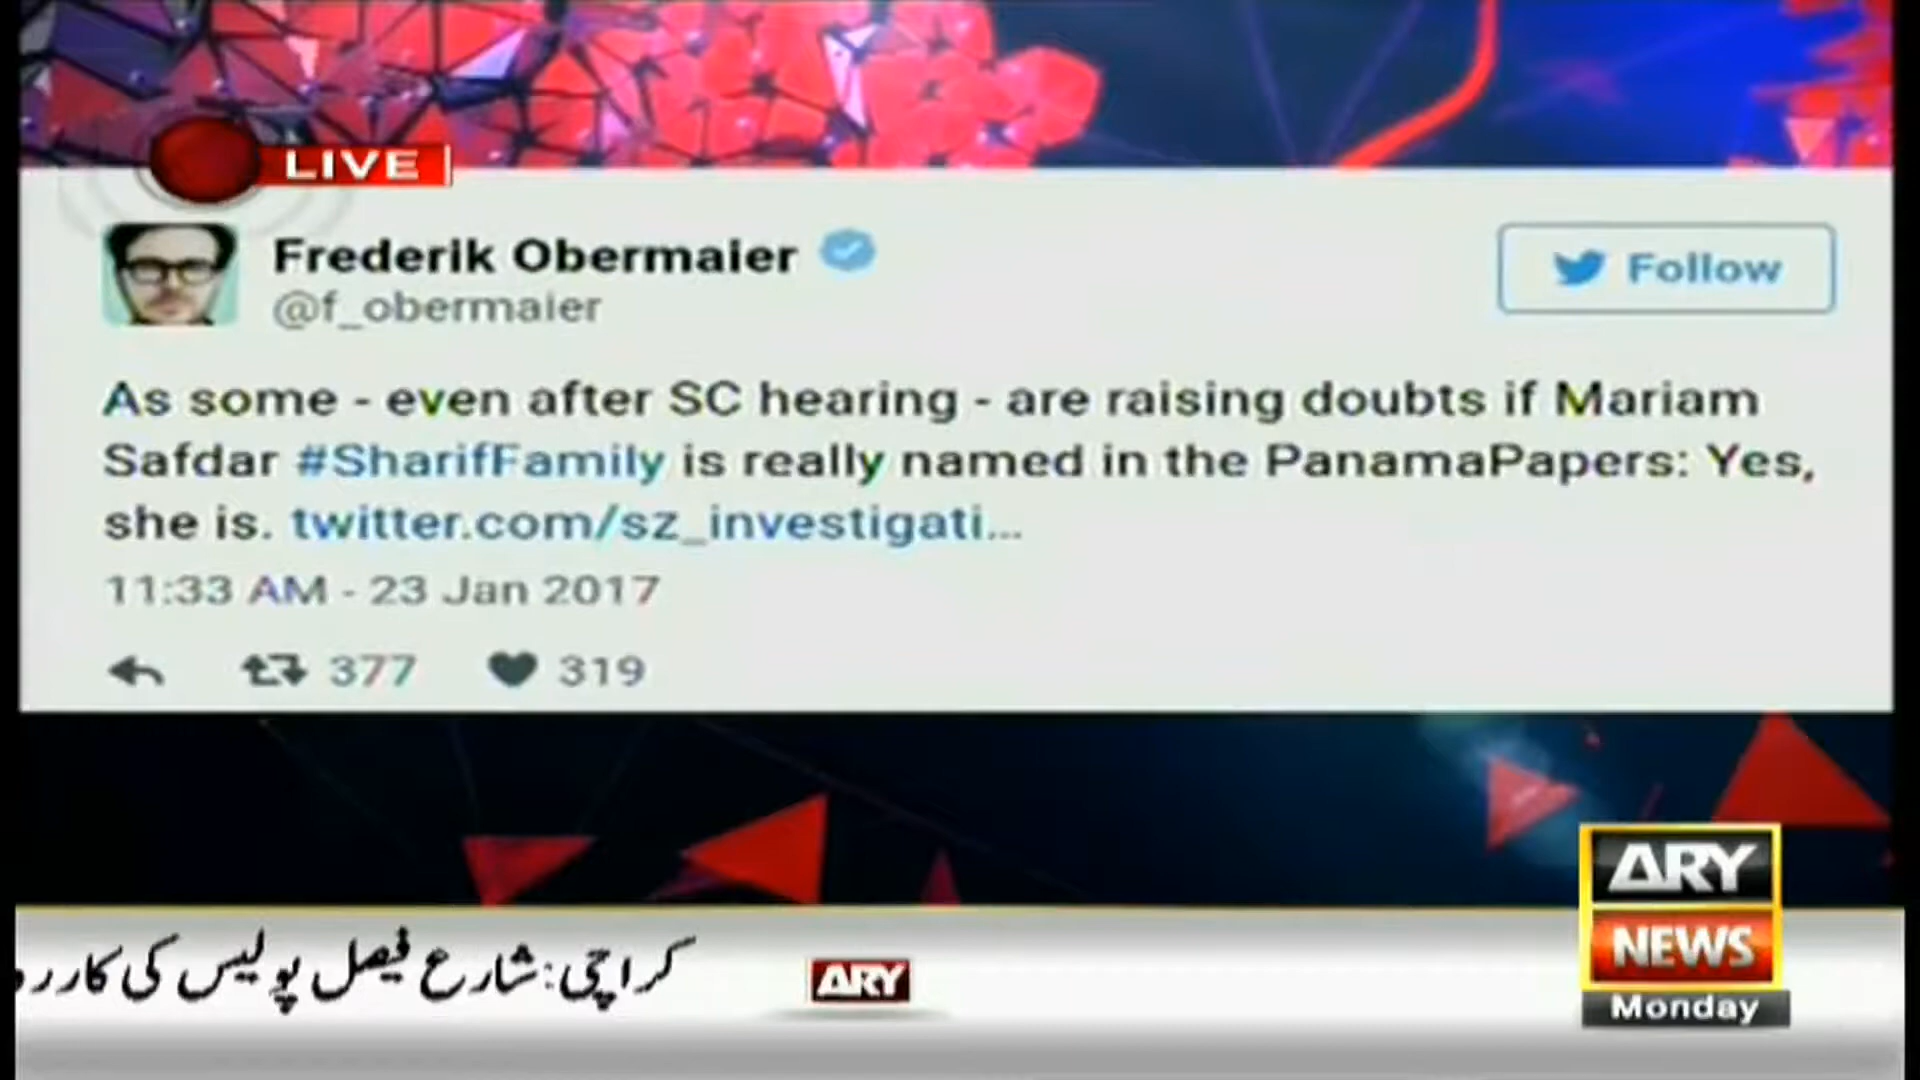 LIVE
Frederik Obermaier
@f_obermaier
Follow
As some - even after SC hearing - are raising doubts if Mariam
Safdar #SharifFamily is really named in the PanamaPapers: Yes,
she is. twitter.com/sz_investigati...
11:33 AM - 23 Jan 2017
377 319
ARY
NEWS
Monday
کراچی: شارع فیصل پولیس کی
ARY